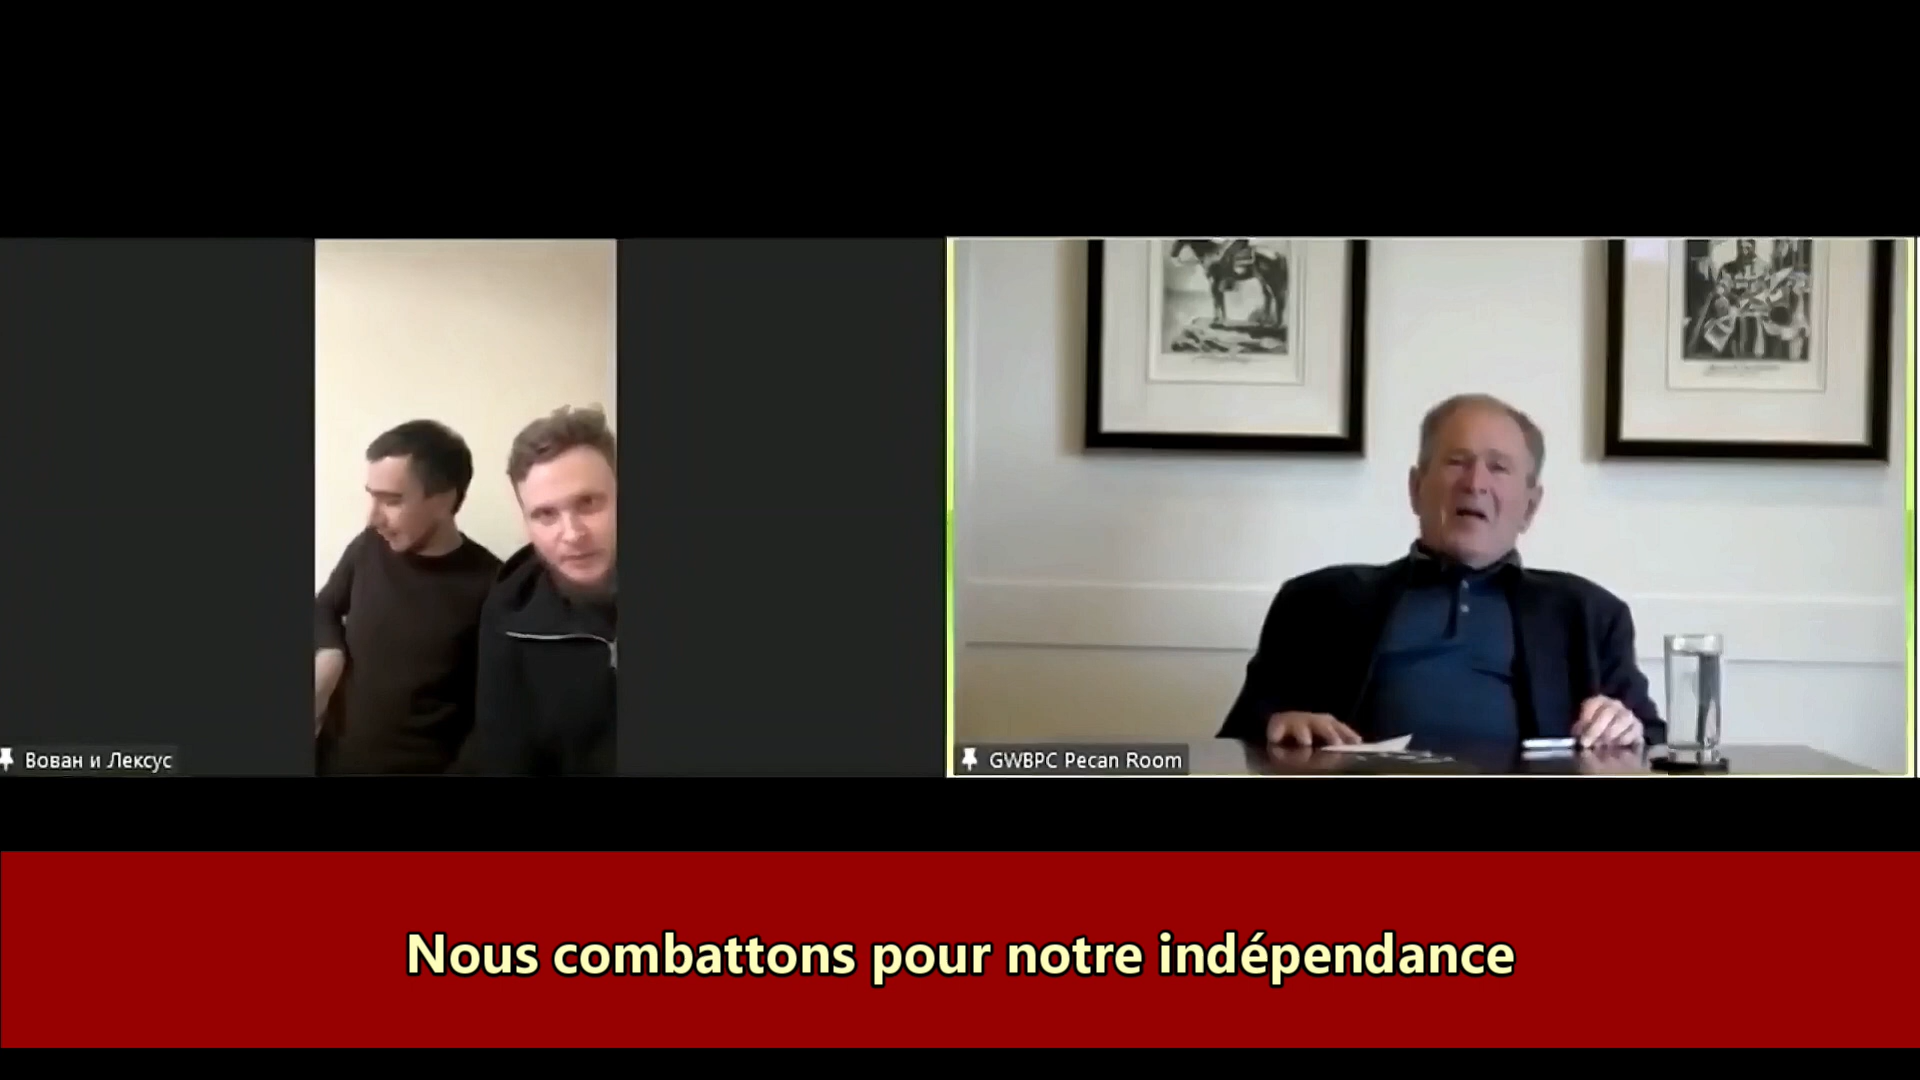 Вован и Лексус
GWBPC Pecan Room
Nous combattons pour notre indépendance